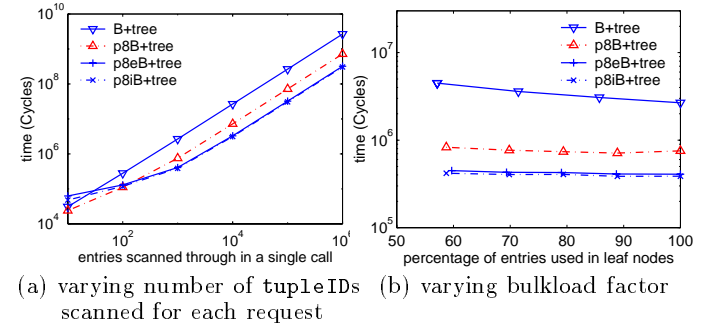 10^10
10^8
10^6
10^4
time (Cycles)
B+tree
p8B+tree
p8eB+tree
p8iB+tree
10^2
10^4
10^6
entries scanned through in a single call
(a) varying number of tupleIDs
scanned for each request
10^7
10^6
10^5
time (Cycles)
B+tree
p8B+tree
p8eB+tree
p8iB+tree
50
60
70
80
90
100
percentage of entries used in leaf nodes
(b) varying bulkload factor